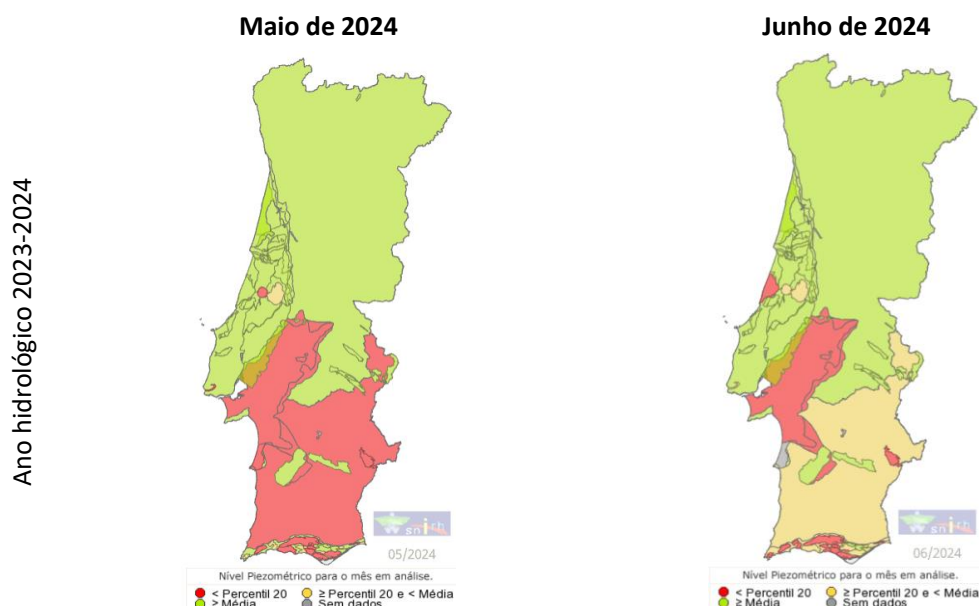 Maio de 2024
Junho de 2024
Ano hidrológico 2023-2024
snirh
05/2024
Nível Piezométrico para o mês em análise.
< Percentil 20
≥ Percentil 20 e < Média
≥ Média
Sem dados
snirh
06/2024
Nível Piezométrico para o mês em análise.
< Percentil 20
≥ Percentil 20 e < Média
≥ Média
Sem dados